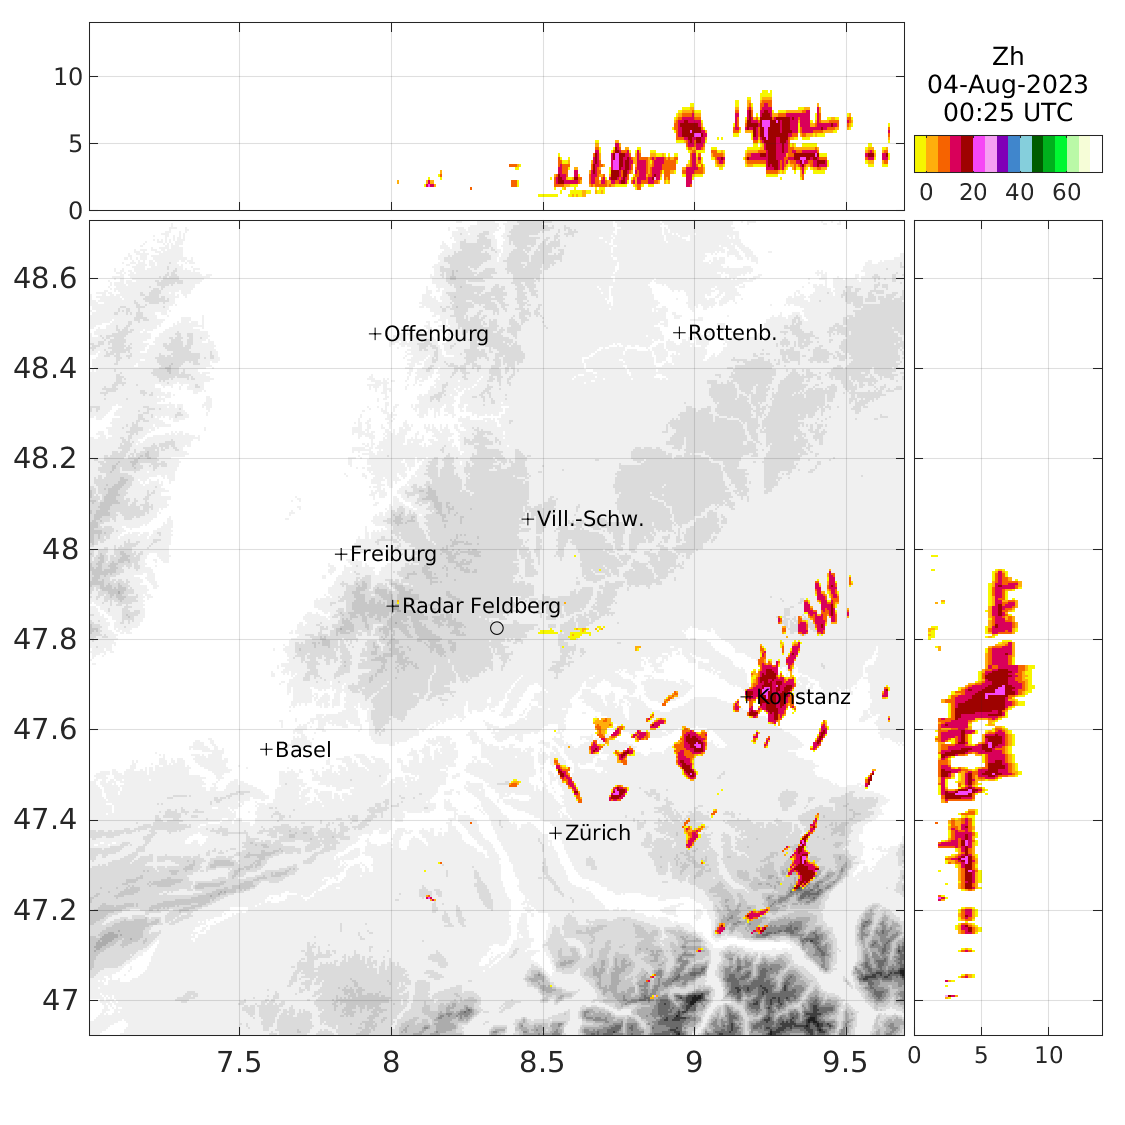 Zh
04-Aug-2023
00:25 UTC
0 20 40 60
10
5
0
48.6
48.4
48.2
48
47.8
47.6
47.4
47.2
47
+Offenburg
+Rottenb.
+Vill.-Schw.
+Freiburg
+Radar Feldberg
+Konstanz
+Basel
+Zürich
7.5 8 8.5 9 9.5
0 5 10